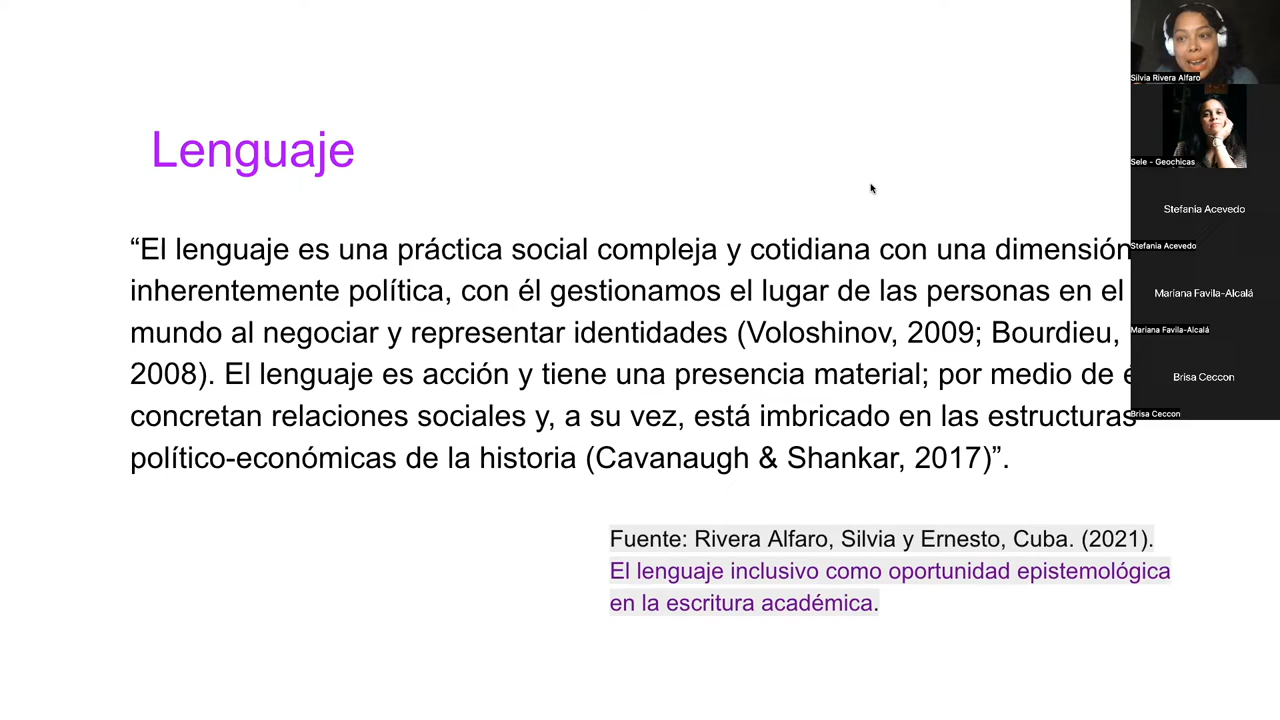 Lenguaje
“El lenguaje es una práctica social compleja y cotidiana con una dimensión
inherentemente política, con él gestionamos el lugar de las personas en el
mundo al negociar y representar identidades (Voloshinov, 2009; Bourdieu,
2008). El lenguaje es acción y tiene una presencia material; por medio de
concretan relaciones sociales y, a su vez, está imbricado en las estructuras
político-económicas de la historia (Cavanaugh & Shankar, 2017)”.
Fuente: Rivera Alfaro, Silvia y Ernesto, Cuba. (2021).
El lenguaje inclusivo como oportunidad epistemológica
en la escritura académica.
Silvia Rivera Alfaro
Sele - Geochicas
Stefania Acevedo
Stefania Acevedo
Mariana Favila-Alcalá
Mariana Favila-Alcalá
Brisa Ceccon
Brisa Ceccon